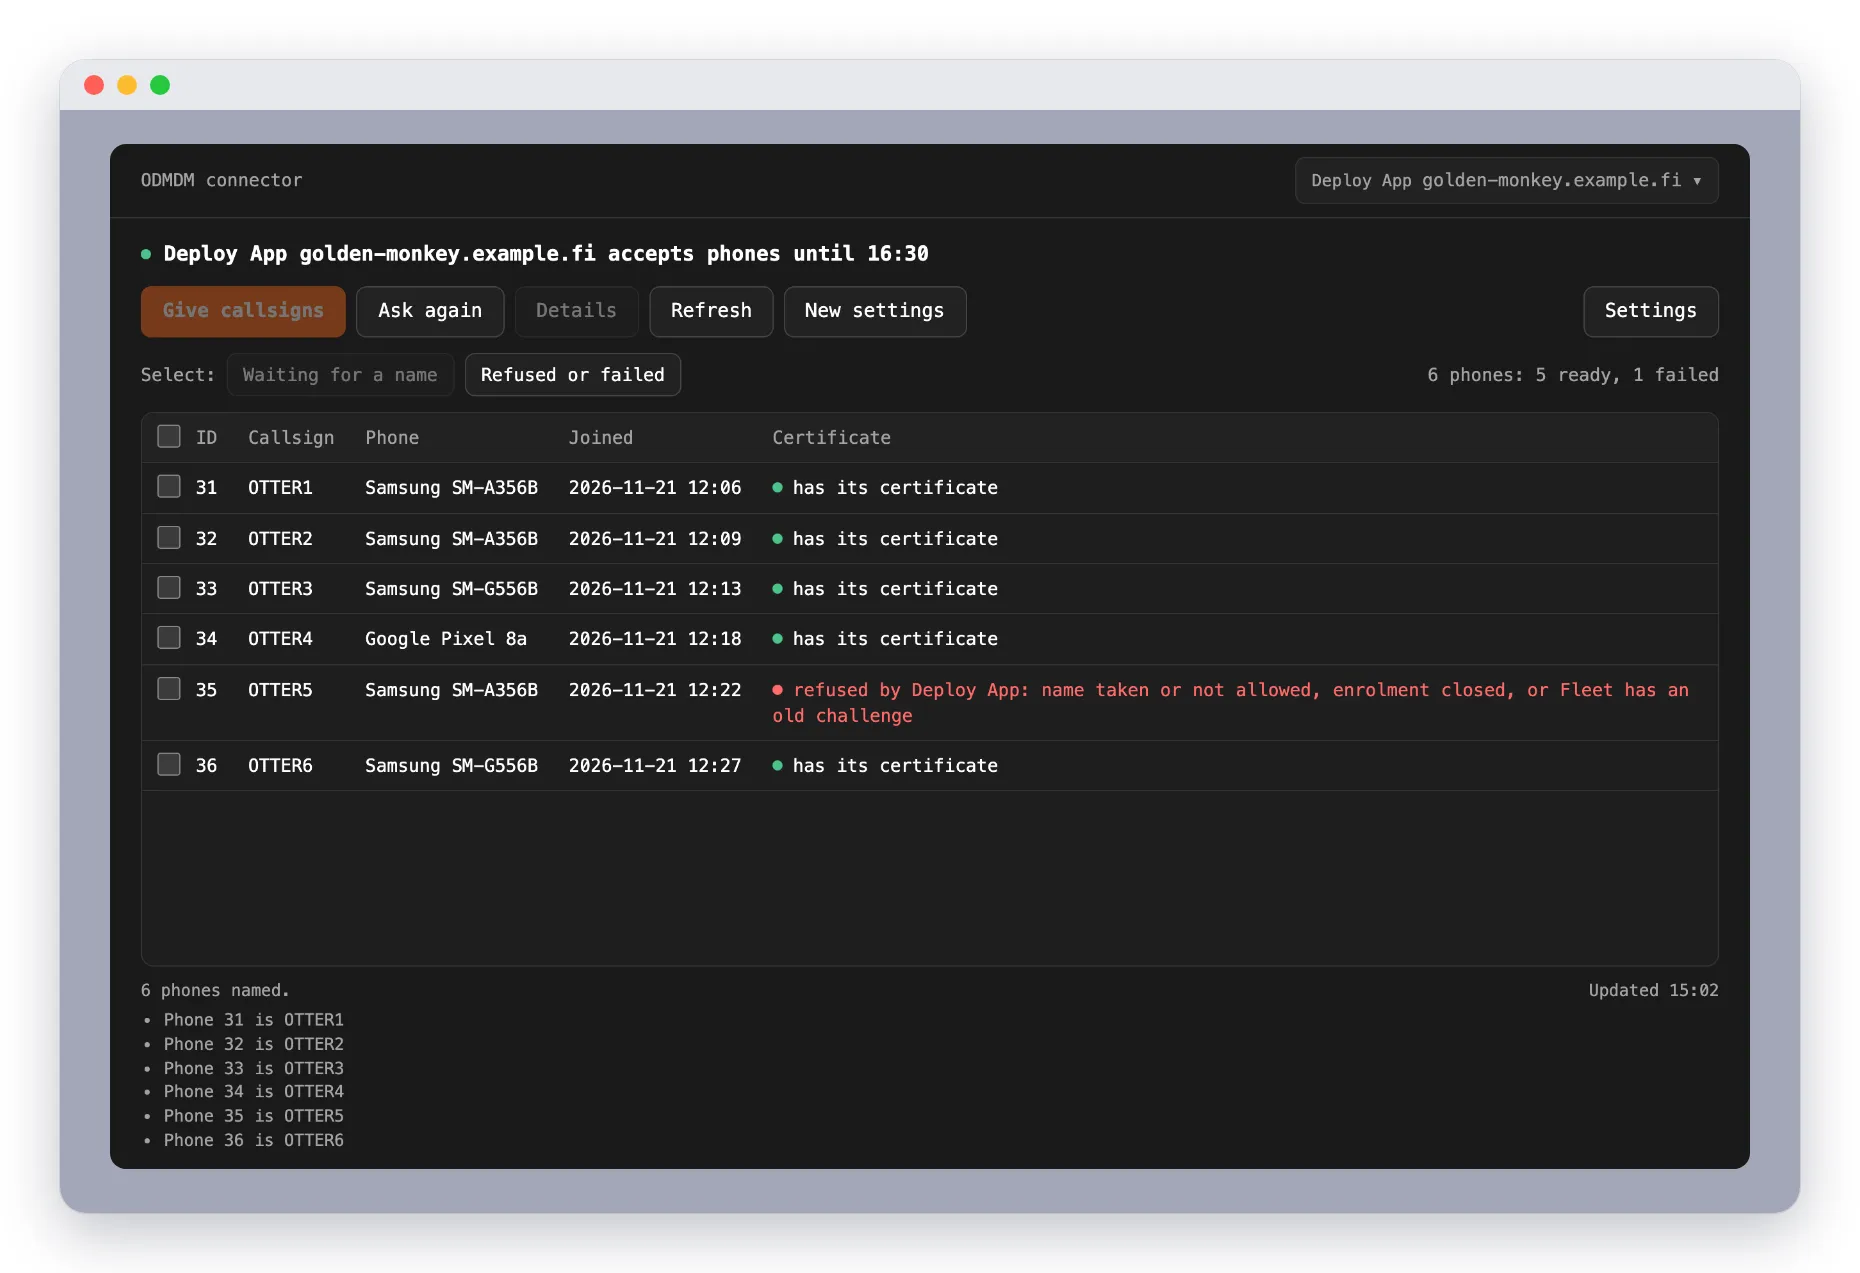 ODMDM connector
Deploy App golden-monkey.example.fi ▾
Deploy App golden-monkey.example.fi accepts phones until 16:30
Give callsigns Ask again Details Refresh New settings Settings
Select: Waiting for a name Refused or failed 6 phones: 5 ready, 1 failed
ID Callsign Phone Joined Certificate
31 OTTER1 Samsung SM-A356B 2026-11-21 12:06 has its certificate
32 OTTER2 Samsung SM-A356B 2026-11-21 12:09 has its certificate
33 OTTER3 Samsung SM-G556B 2026-11-21 12:13 has its certificate
34 OTTER4 Google Pixel 8a 2026-11-21 12:18 has its certificate
35 OTTER5 Samsung SM-A356B 2026-11-21 12:22 refused by Deploy App: name taken or not allowed, enrolment closed, or Fleet has an
old challenge
36 OTTER6 Samsung SM-G556B 2026-11-21 12:27 has its certificate
6 phones named. Updated 15:02
• Phone 31 is OTTER1
• Phone 32 is OTTER2
• Phone 33 is OTTER3
• Phone 34 is OTTER4
• Phone 35 is OTTER5
• Phone 36 is OTTER6